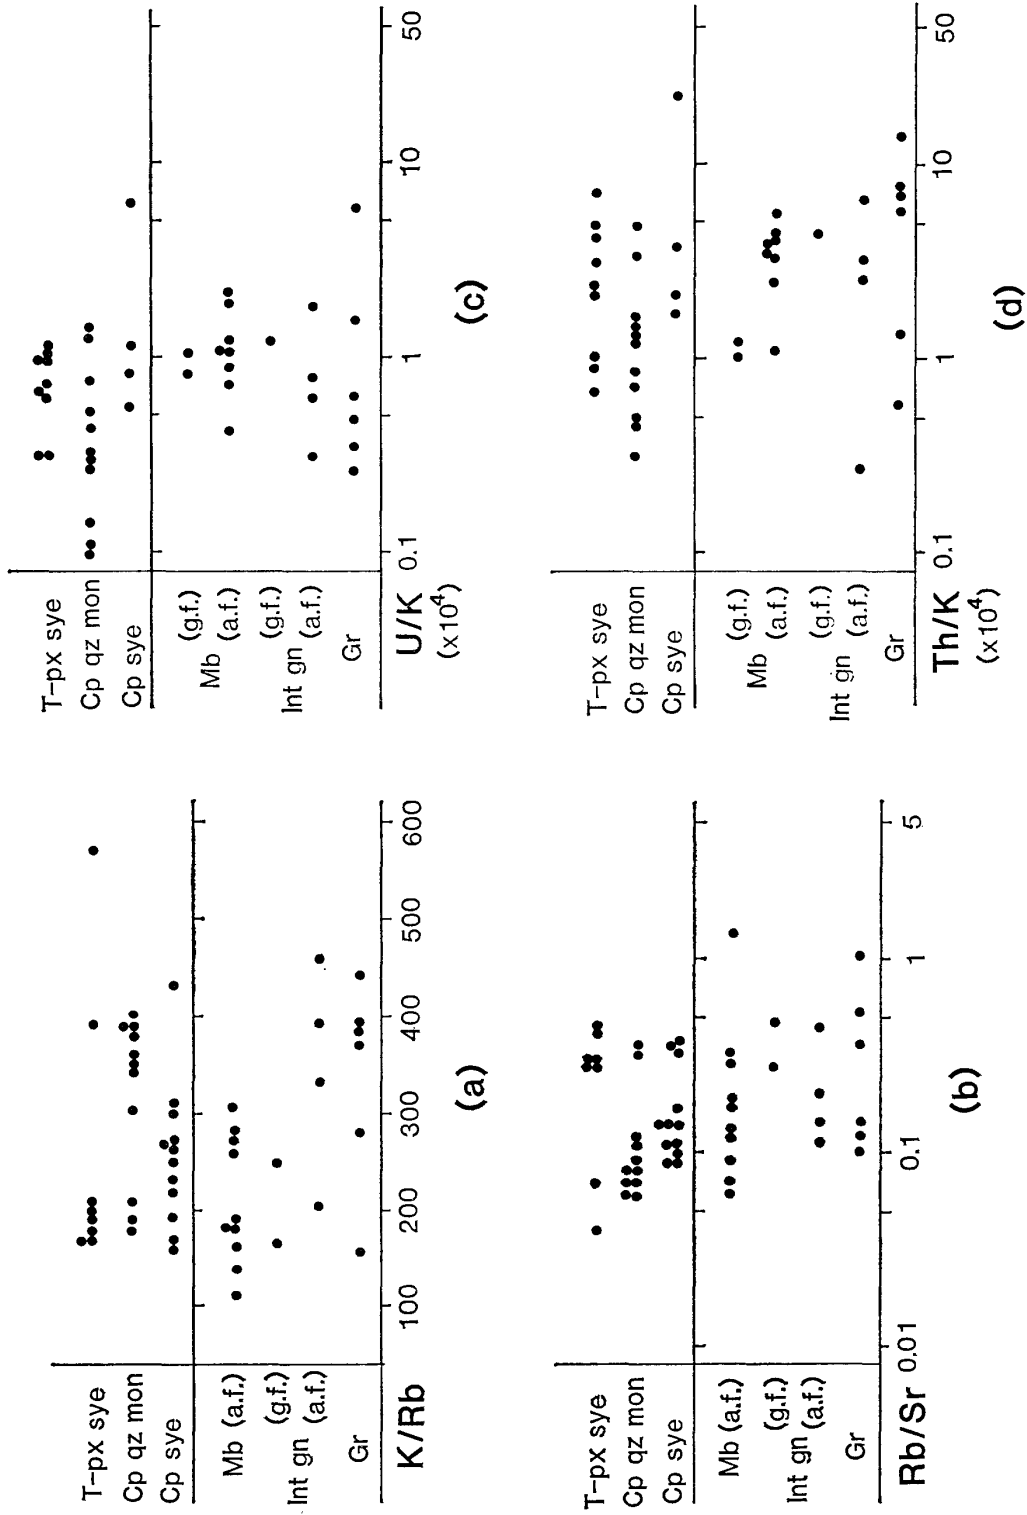 T-px sye
Cp qz mon
Cp sye
Mb (a.f.)
(g.f.)
Int gn
(a.f.)
Gr
K/Rb
100
200
300
400
500
600
(a)
T-px sye
Cp qz mon
Cp sye
Mb (a.f.)
(g.f.)
Int gn
(a.f.)
Gr
Rb/Sr
0.01
0.1
1
5
(b)
T-px sye
Cp qz mon
Cp sye
(g.f.)
Mb
(a.f.)
(g.f.)
Int gn
(a.f.)
Gr
U/K
(x10⁴)
0.1
1
10
50
(c)
T-px sye
Cp qz mon
Cp sye
(g.f.)
Mb
(a.f.)
(g.f.)
Int gn
(a.f.)
Gr
Th/K
(x10⁴)
0.1
1
10
50
(d)